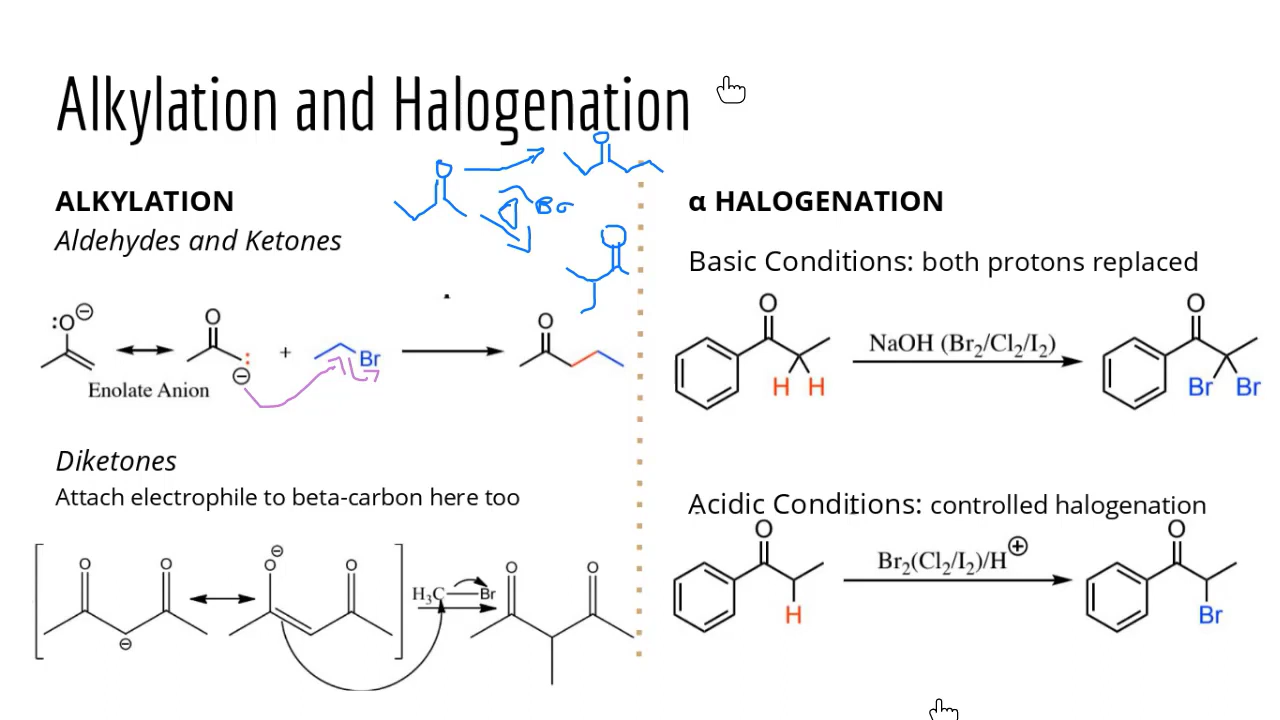 Alkylation and Halogenation
ALKYLATION
Aldehydes and Ketones
O
O
Br
O
:O⊖
O
⊖
+
Br
O
Enolate Anion
Diketones
Attach electrophile to beta-carbon here too
O
O
⊖
O⊖
O
H₃C
Br
O
O
α HALOGENATION
Basic Conditions: both protons replaced
O
H H
NaOH (Br₂/Cl₂/I₂)
O
Br Br
Acidic Conditions: controlled halogenation
O
H
Br₂(Cl₂/I₂)/H⊕
O
Br